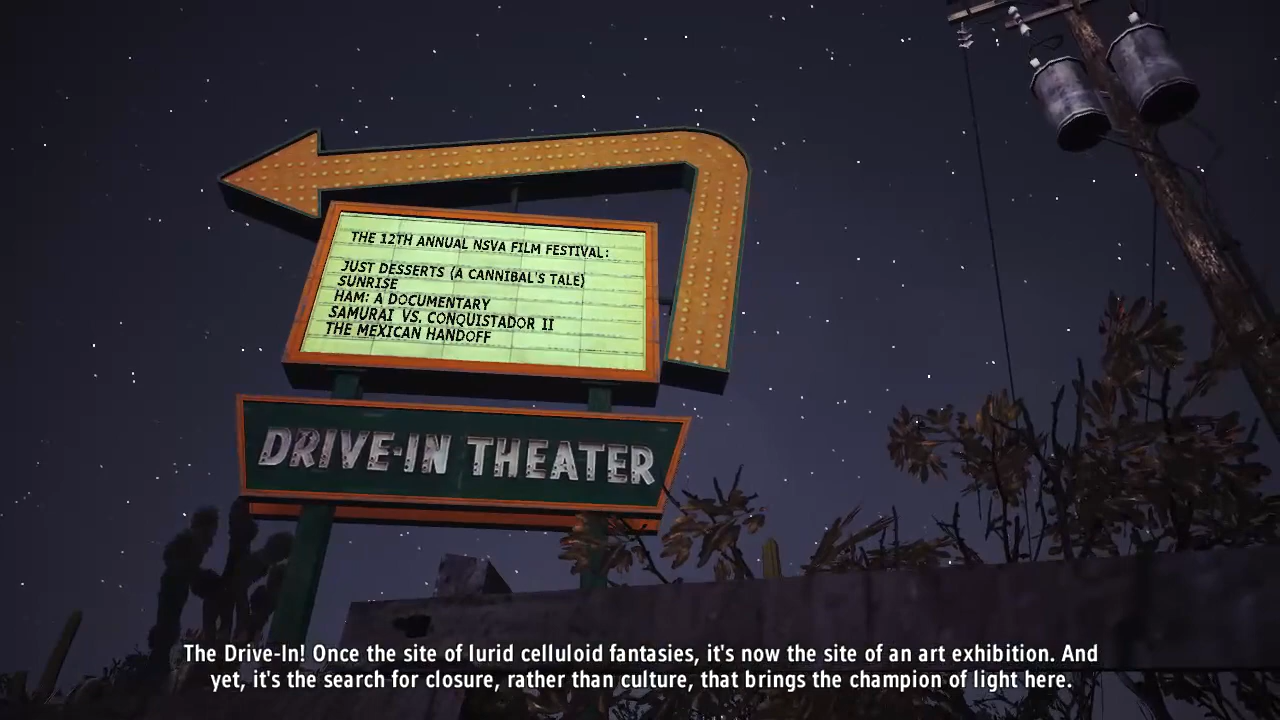 THE 12TH ANNUAL NSVA FILM FESTIVAL:
JUST DESSERTS (A CANNIBAL'S TALE)
SUNRISE
HAM: A DOCUMENTARY
SAMURAI VS. CONQUISTADOR II
THE MEXICAN HANDOFF
DRIVE-IN THEATER
The Drive-In! Once the site of lurid celluloid fantasies, it's now the site of an art exhibition. And
yet, it's the search for closure, rather than culture, that brings the champion of light here.